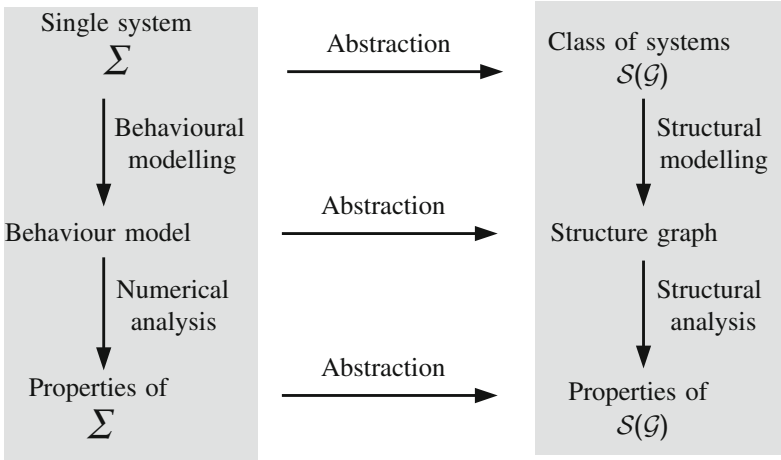 Single system
Σ
Abstraction
Class of systems
𝒮(𝒢)
Behavioural
modelling
Structural
modelling
Behaviour model
Abstraction
Structure graph
Numerical
analysis
Structural
analysis
Properties of
Σ
Abstraction
Properties of
𝒮(𝒢)